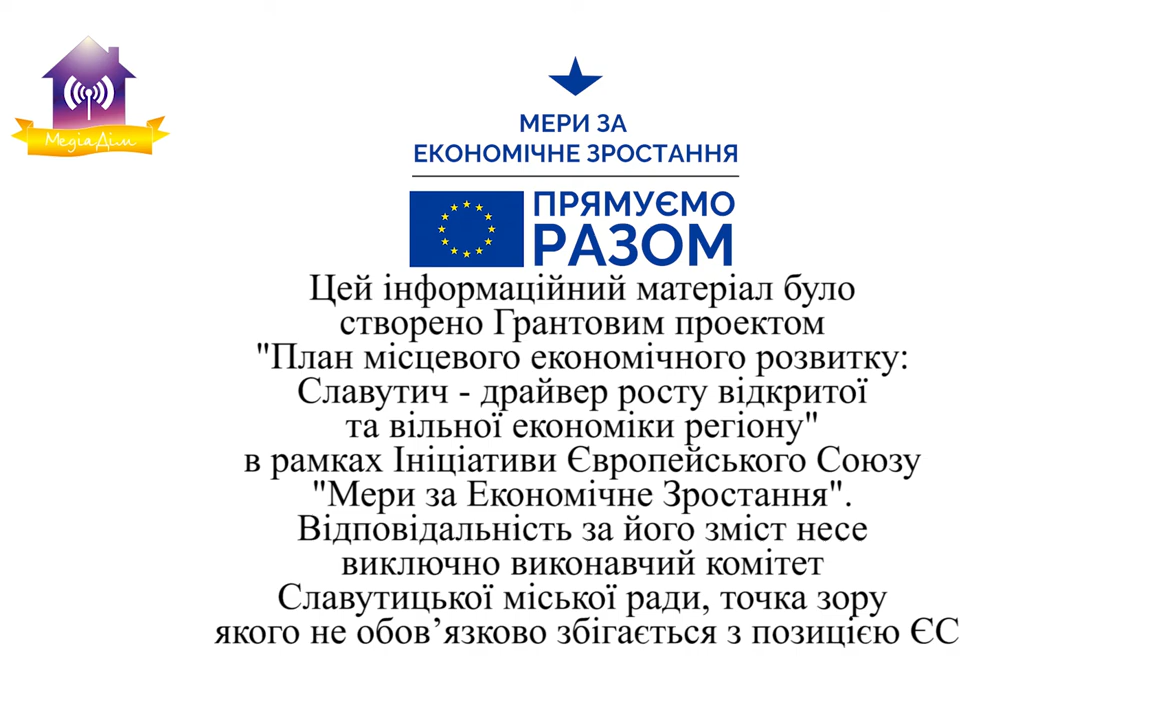 МедіаДім
МЕРИ ЗА
ЕКОНОМІЧНЕ ЗРОСТАННЯ
ПРЯМУЄМО
РАЗОМ
Цей інформаційний матеріал було
створено Грантовим проектом
"План місцевого економічного розвитку:
Славутич - драйвер росту відкритої
та вільної економіки регіону"
в рамках Ініціативи Європейського Союзу
"Мери за Економічне Зростання".
Відповідальність за його зміст несе
виключно виконавчий комітет
Славутицької міської ради, точка зору
якого не обов’язково збігається з позицією ЄС